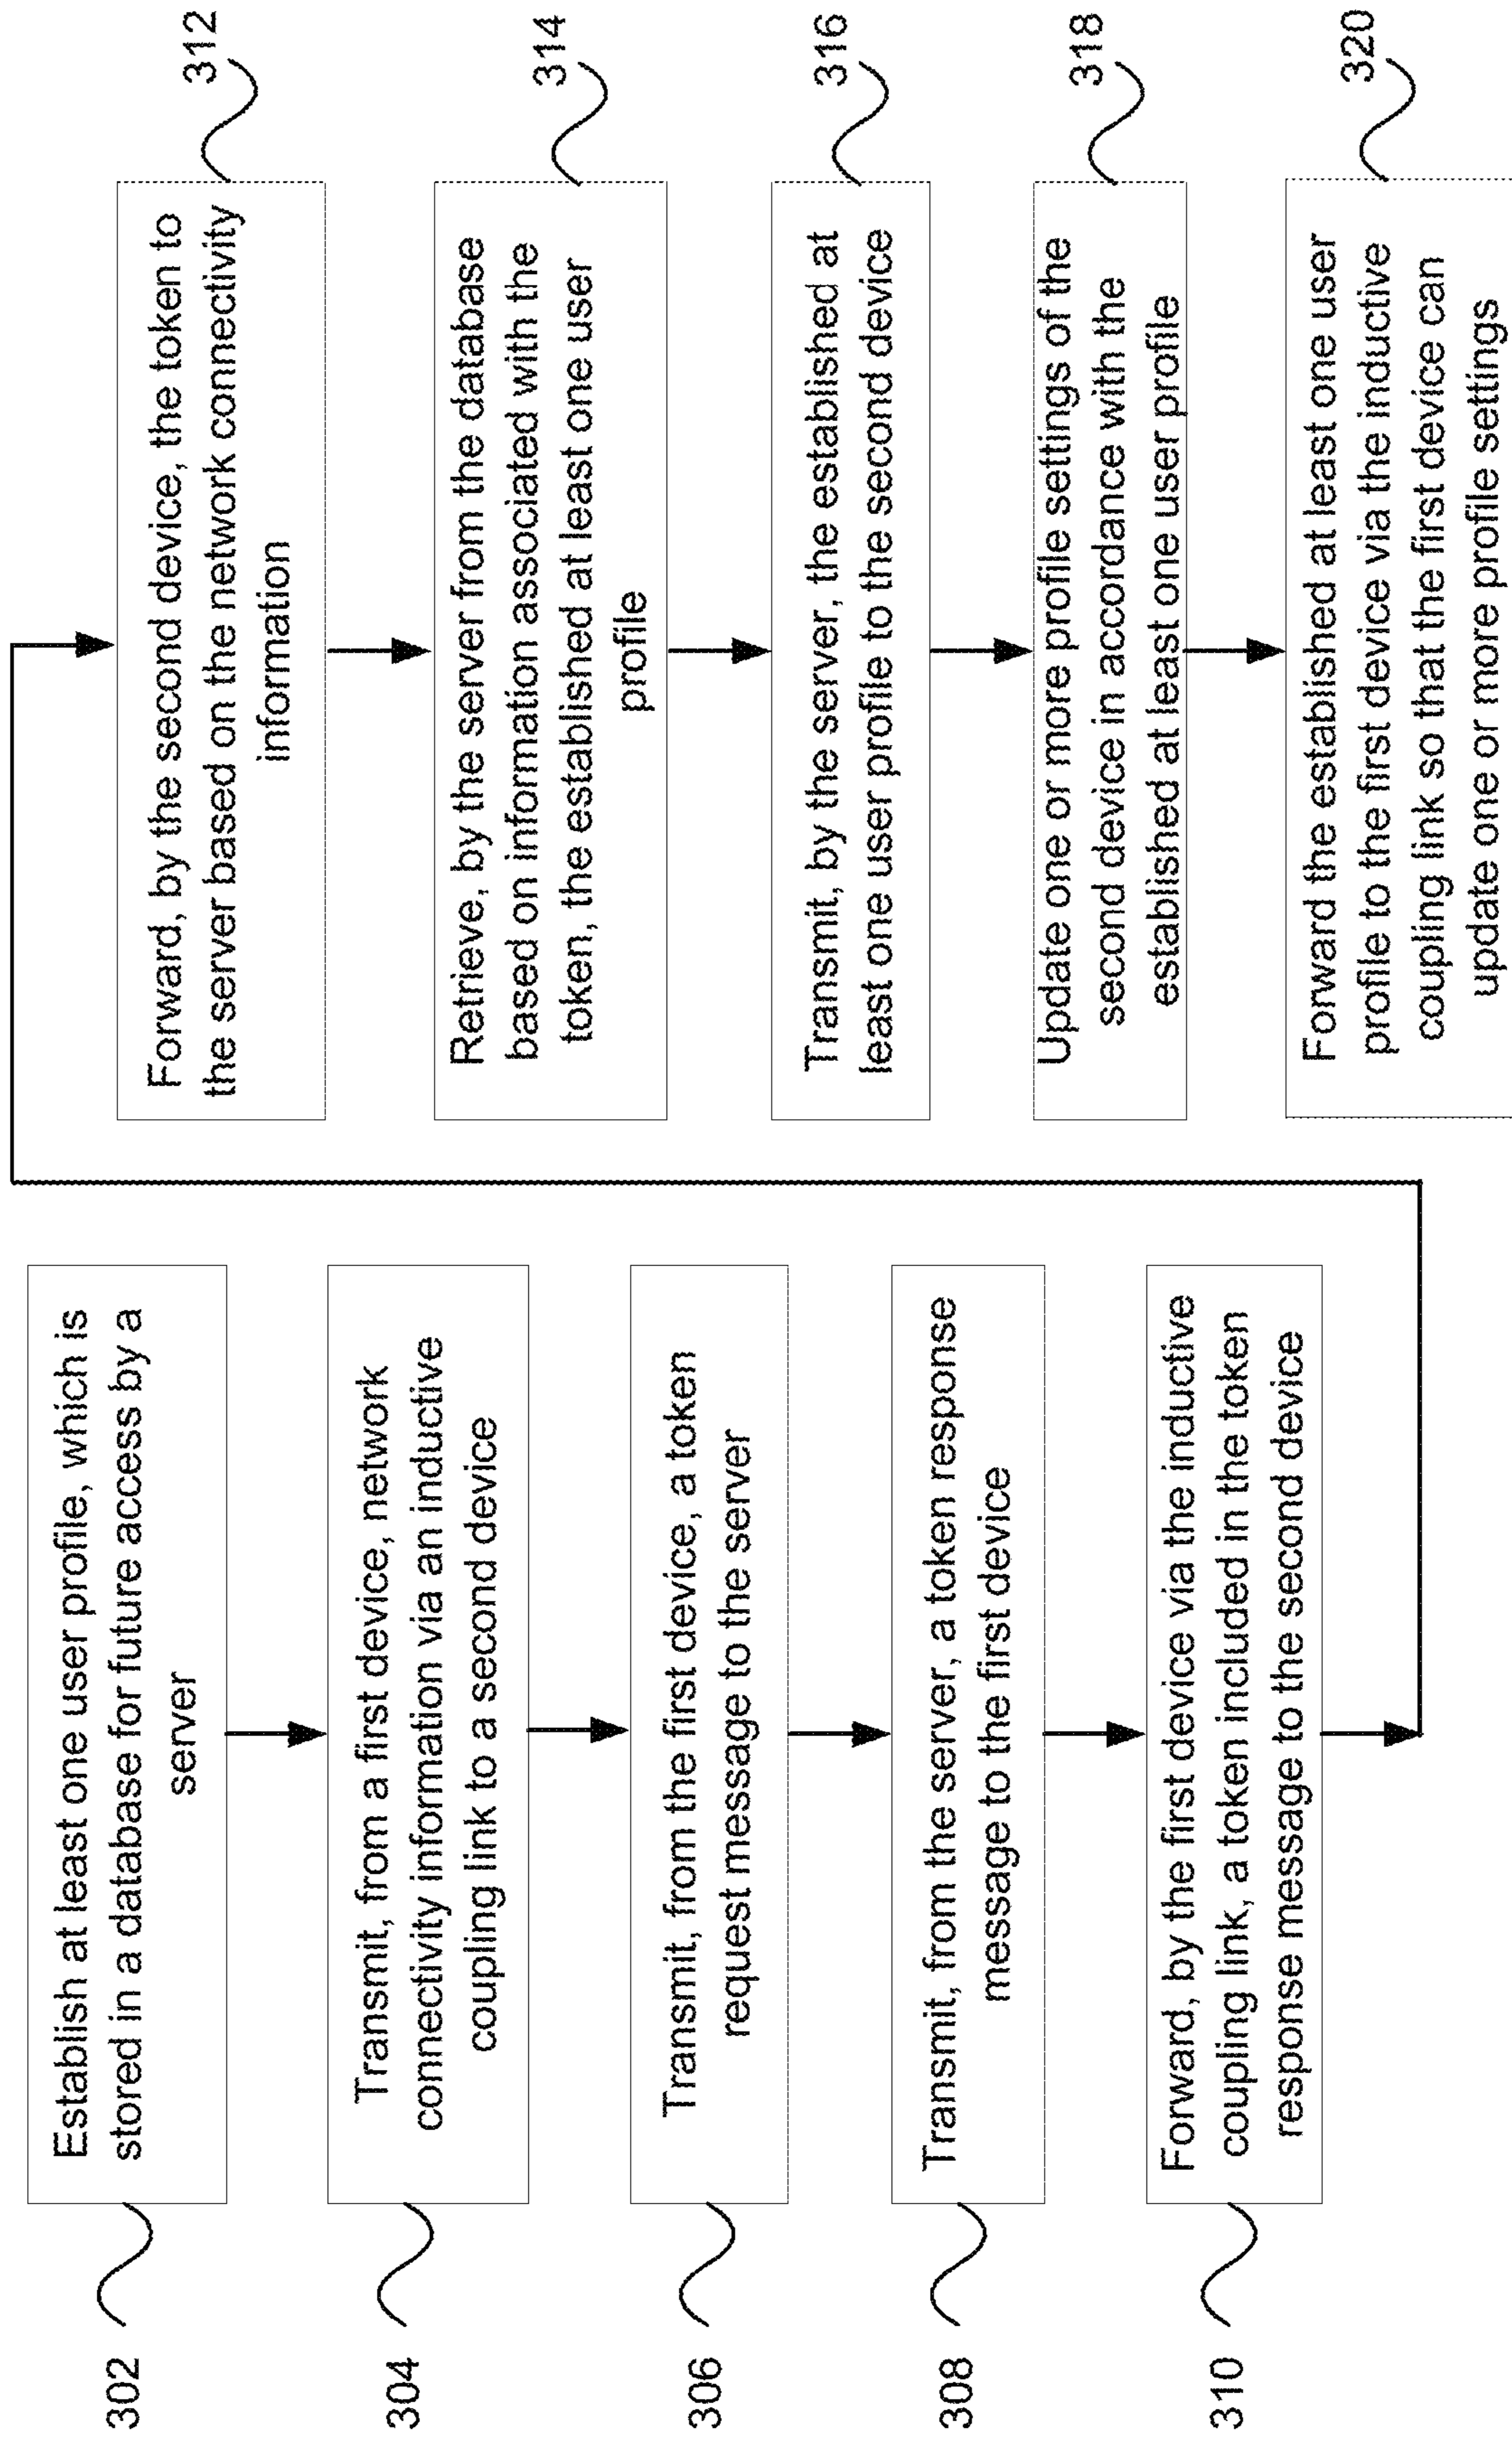 302
Establish at least one user profile, which is
stored in a database for future access by a
server
304
Transmit, from a first device, network
connectivity information via an inductive
coupling link to a second device
306
Transmit, from the first device, a token
request message to the server
308
Transmit, from the server, a token response
message to the first device
310
Forward, by the first device via the inductive
coupling link, a token included in the token
response message to the second device
312
Forward, by the second device, the token to
the server based on the network connectivity
information
314
Retrieve, by the server from the database
based on information associated with the
token, the established at least one user
profile
316
Transmit, by the server, the established at
least one user profile to the second device
318
Update one or more profile settings of the
second device in accordance with the
established at least one user profile
320
Forward the established at least one user
profile to the first device via the inductive
coupling link so that the first device can
update one or more profile settings